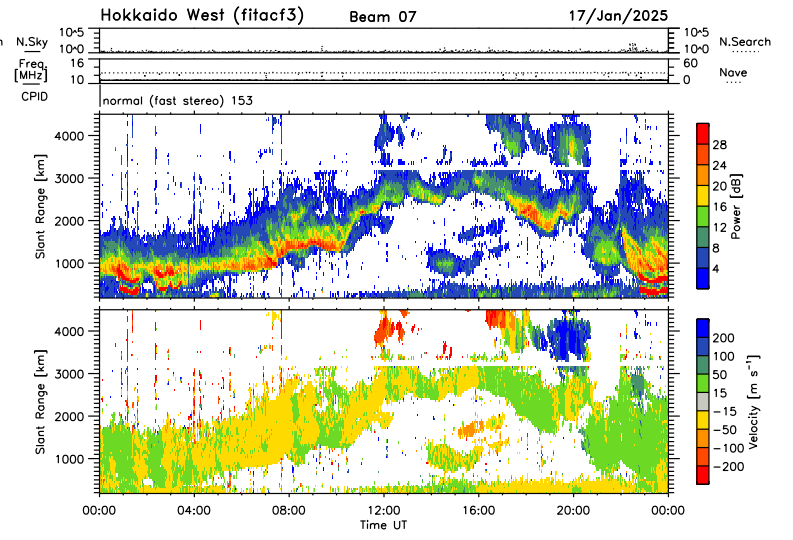 Hokkaido West (fitacf3) Beam 07 17/Jan/2025
n N.Sky 10^5 10^0 10^5 10^0 N.Search
Freq. [MHz] 16 10 60 0 Nave
CPID normal (fast stereo) 153
Slant Range [km] 4000 3000 2000 1000
Power [dB] 28 24 20 16 12 8 4
Slant Range [km] 4000 3000 2000 1000
Velocity [m s⁻¹] 200 100 50 15 −15 −50 −100 −200
00:00 04:00 08:00 12:00 16:00 20:00 00:00
Time UT